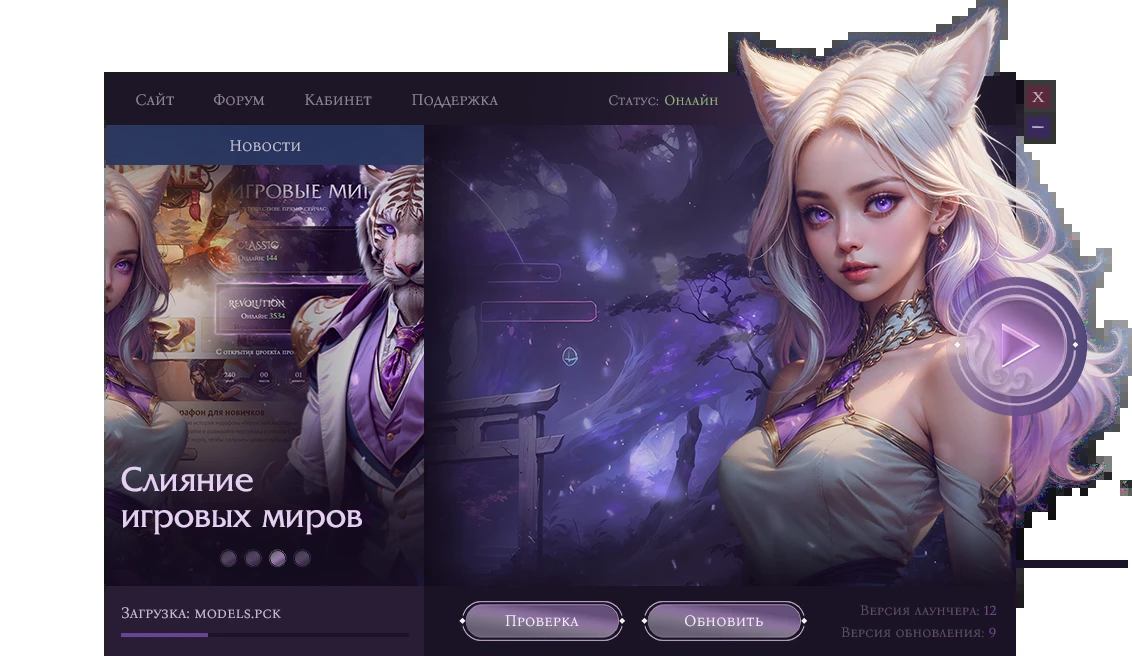 Сайт Форум Кабинет Поддержка Статус: Онлайн X
Новости
ИГРОВЫЕ МИ
CLASSIC
Онлайн: 144
REVOLUTION
Онлайн: 3534
С открытия проекта про
240 00 01
рафон для новичков
Слияние
игровых миров
Загрузка: models.pck
Проверка Обновить
Версия лаунчера: 12
Версия обновления: 9